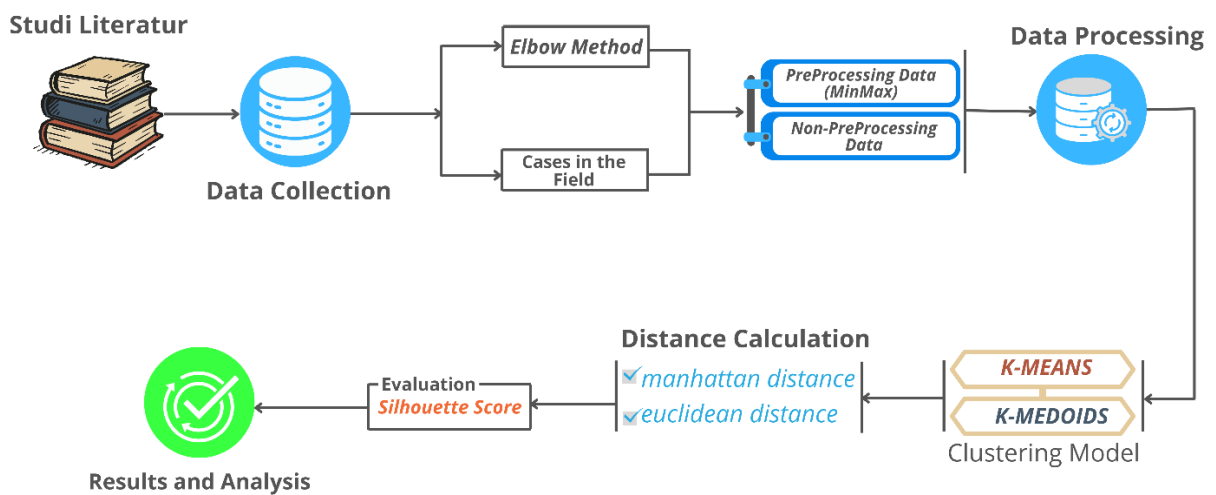 Studi Literatur
Data Collection
Elbow Method
Cases in the
Field
PreProcessing Data
(MinMax)
Non-PreProcessing
Data
Data Processing
K-MEANS
K-MEDOIDS
Clustering Model
Distance Calculation
manhattan distance
euclidean distance
Evaluation
Silhouette Score
Results and Analysis